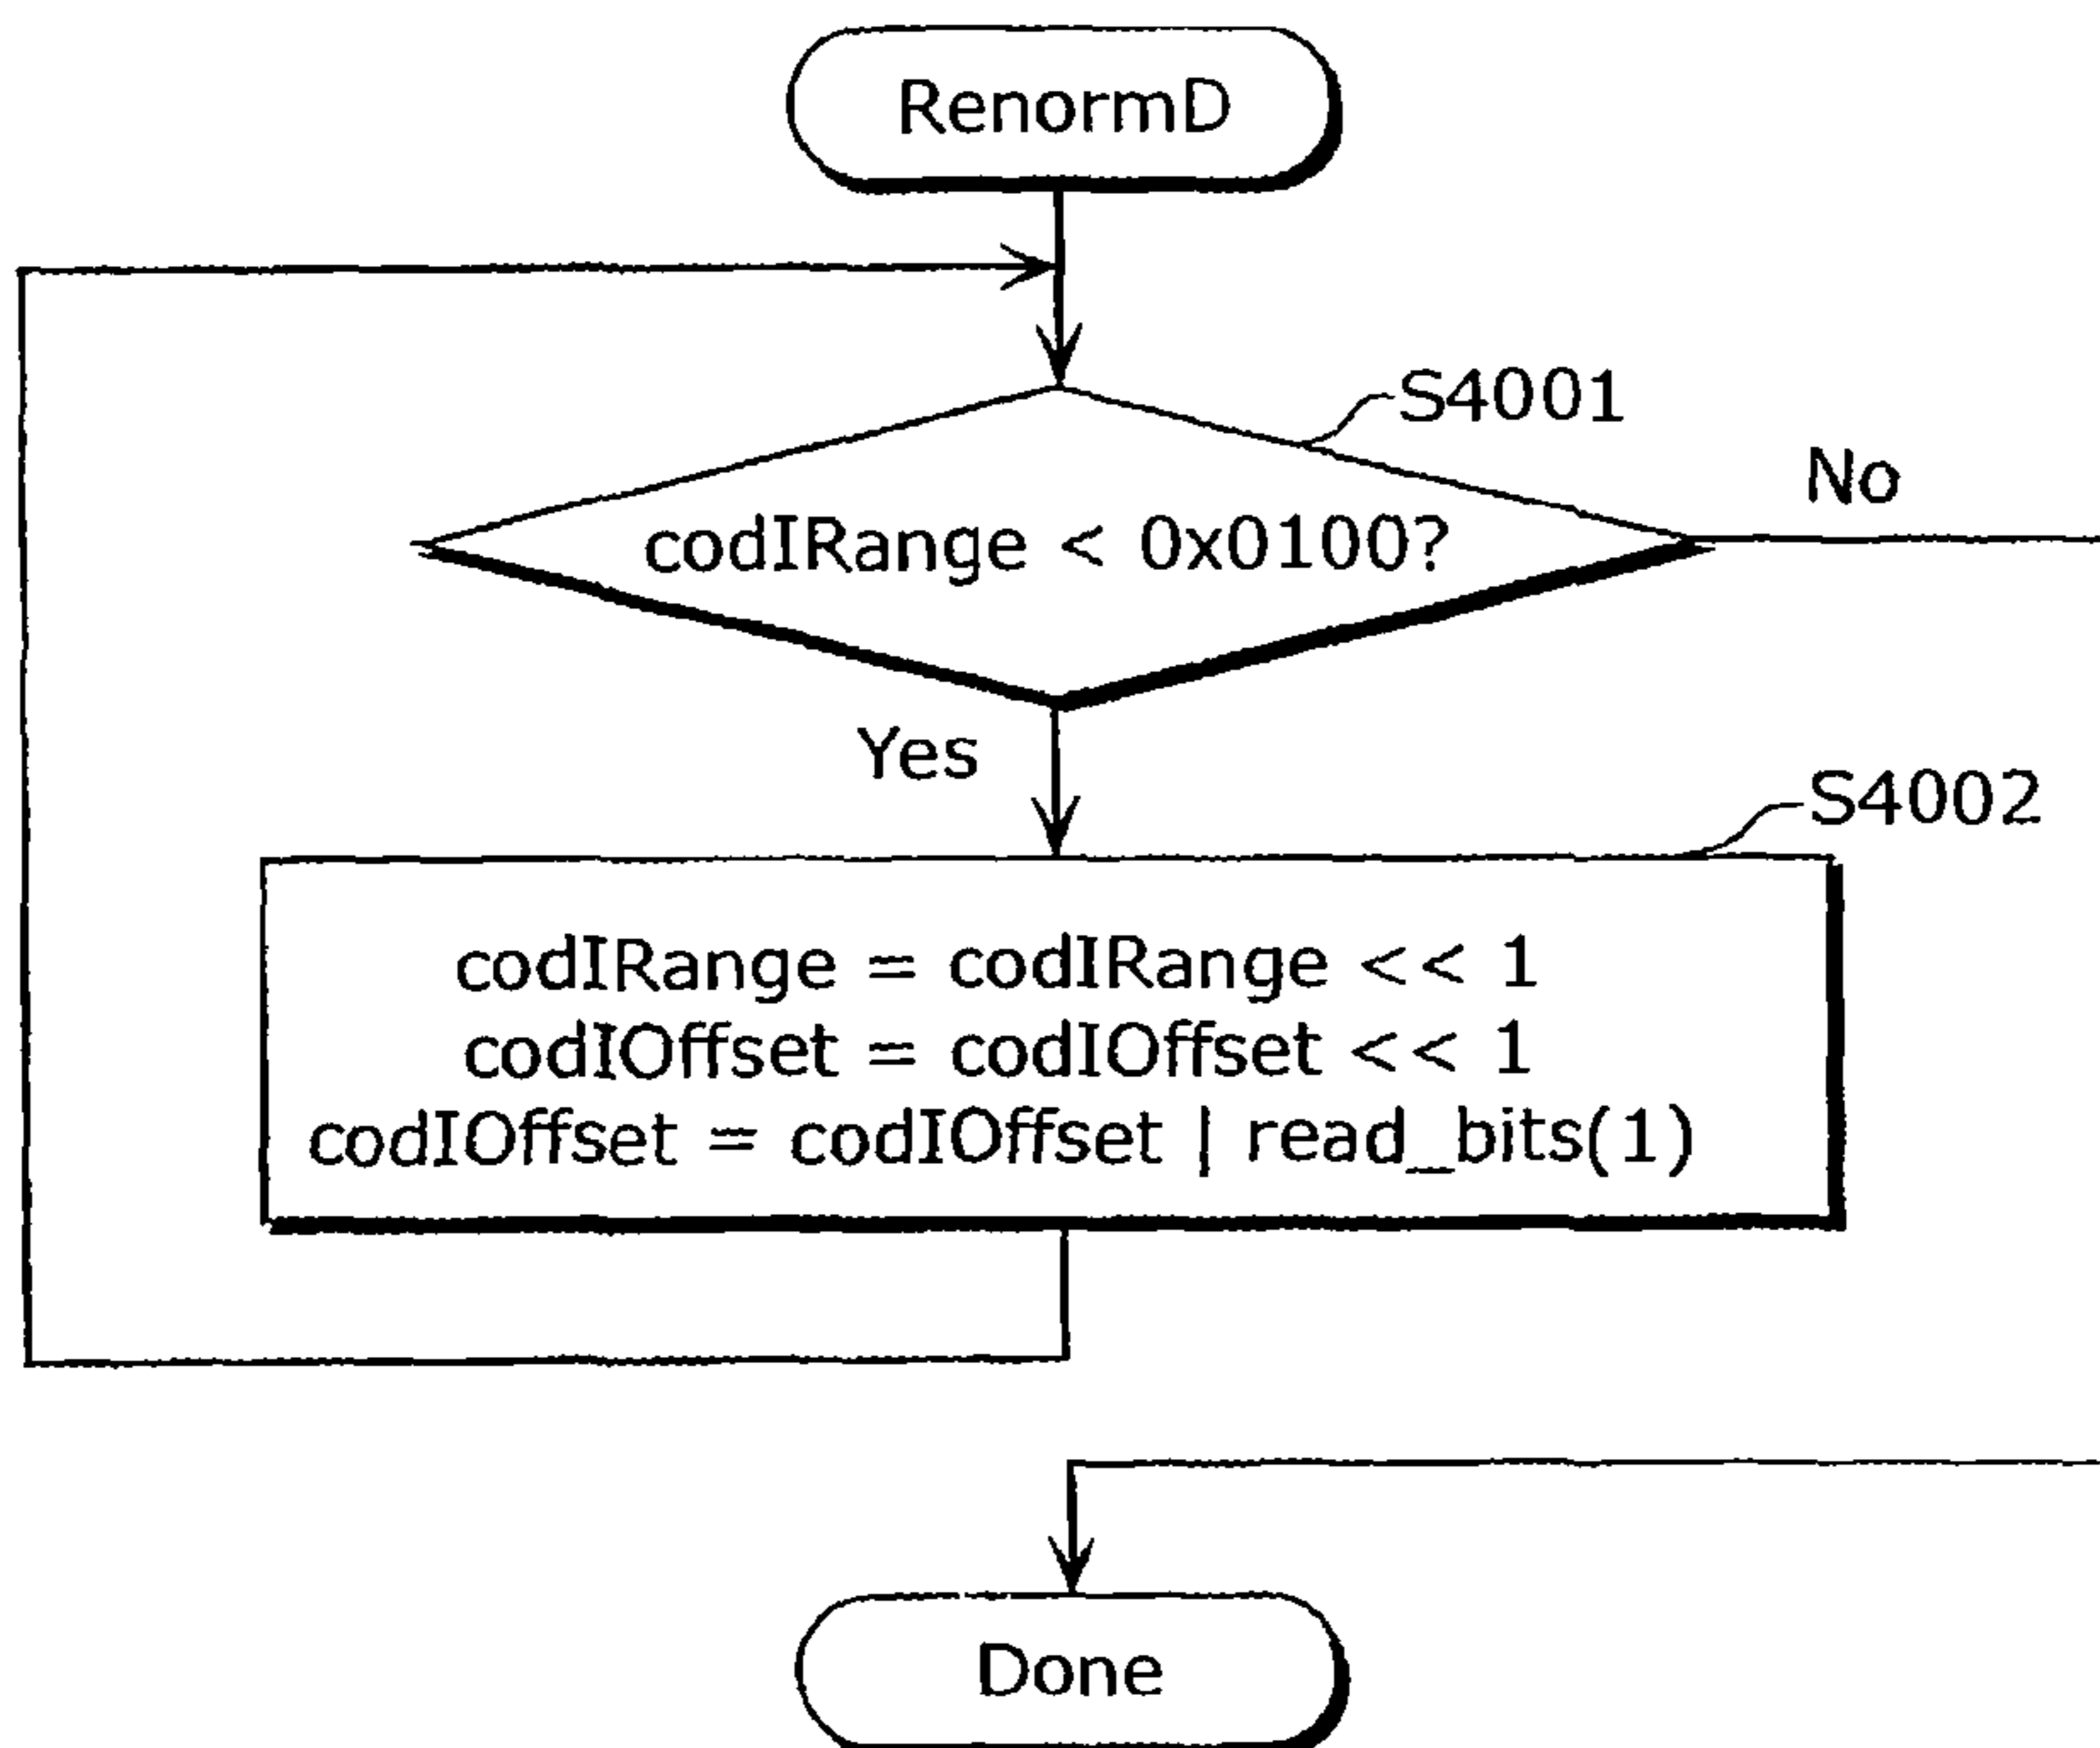 RenormD
S4001
No
codIRange < 0x0100?
Yes
S4002
codIRange = codIRange << 1
codIOffset = codIOffset << 1
codIOffset = codIOffset | read_bits(1)
Done